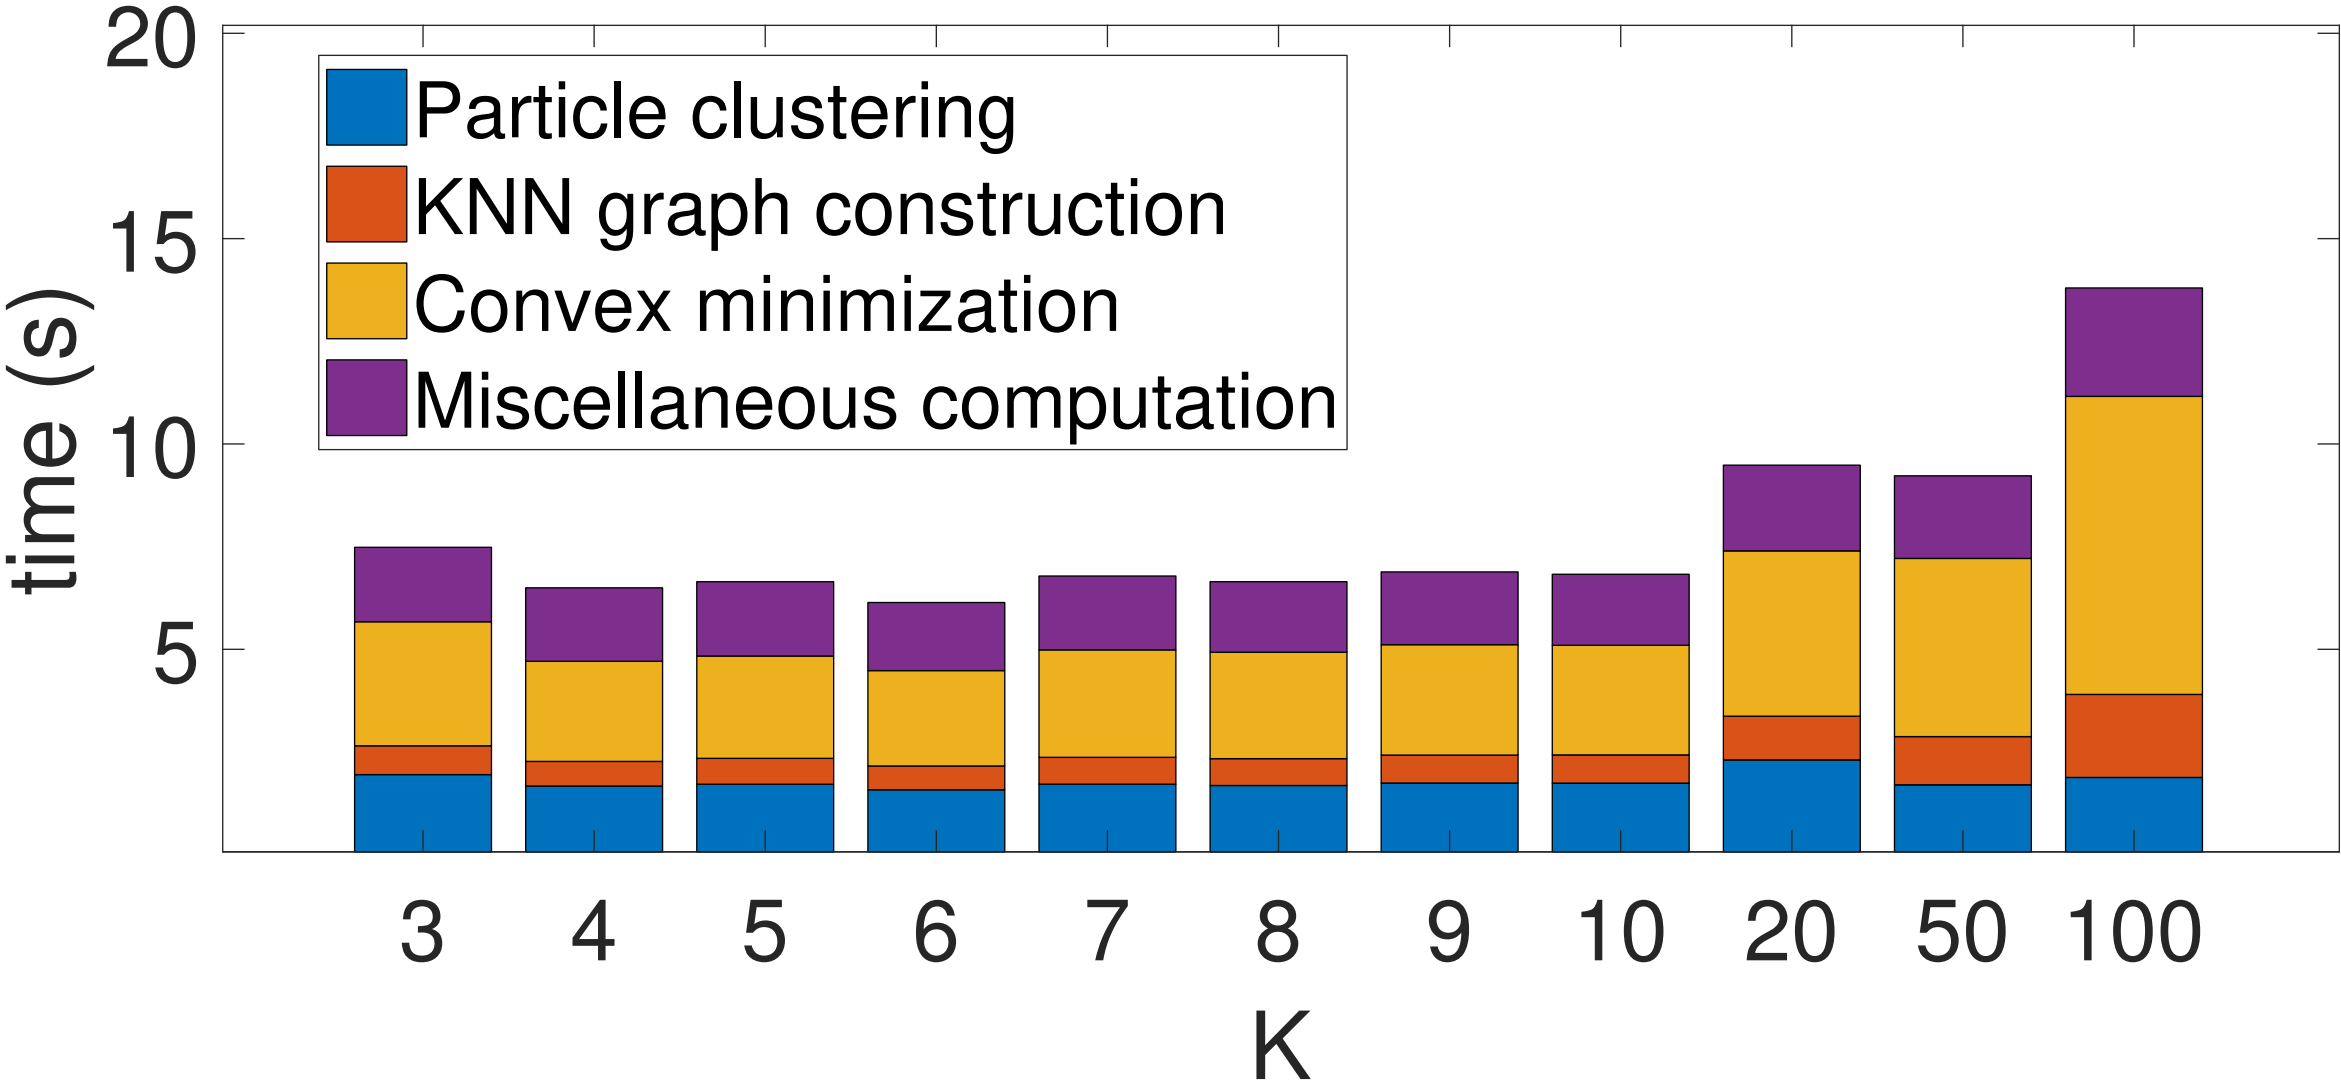 20
15
10
5
time (s)
Particle clustering
KNN graph construction
Convex minimization
Miscellaneous computation
3 4 5 6 7 8 9 10 20 50 100
K